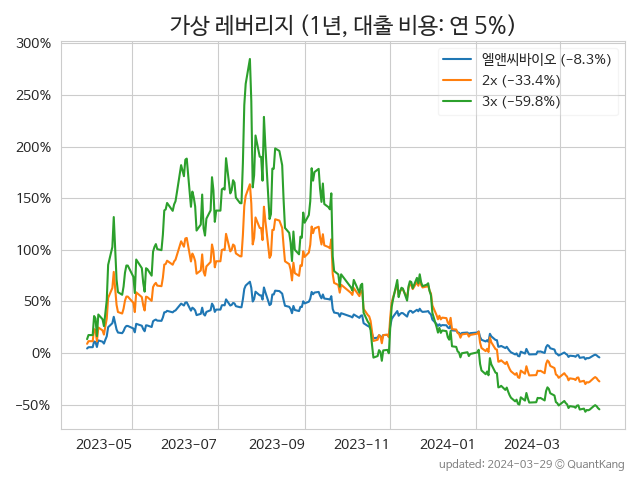 가상 레버리지 (1년, 대출 비용: 연 5%)
300%
250%
200%
150%
100%
50%
0%
−50%
엘앤씨바이오 (−8.3%)
2x (−33.4%)
3x (−59.8%)
2023-05
2023-07
2023-09
2023-11
2024-01
2024-03
updated: 2024-03-29 © QuantKang